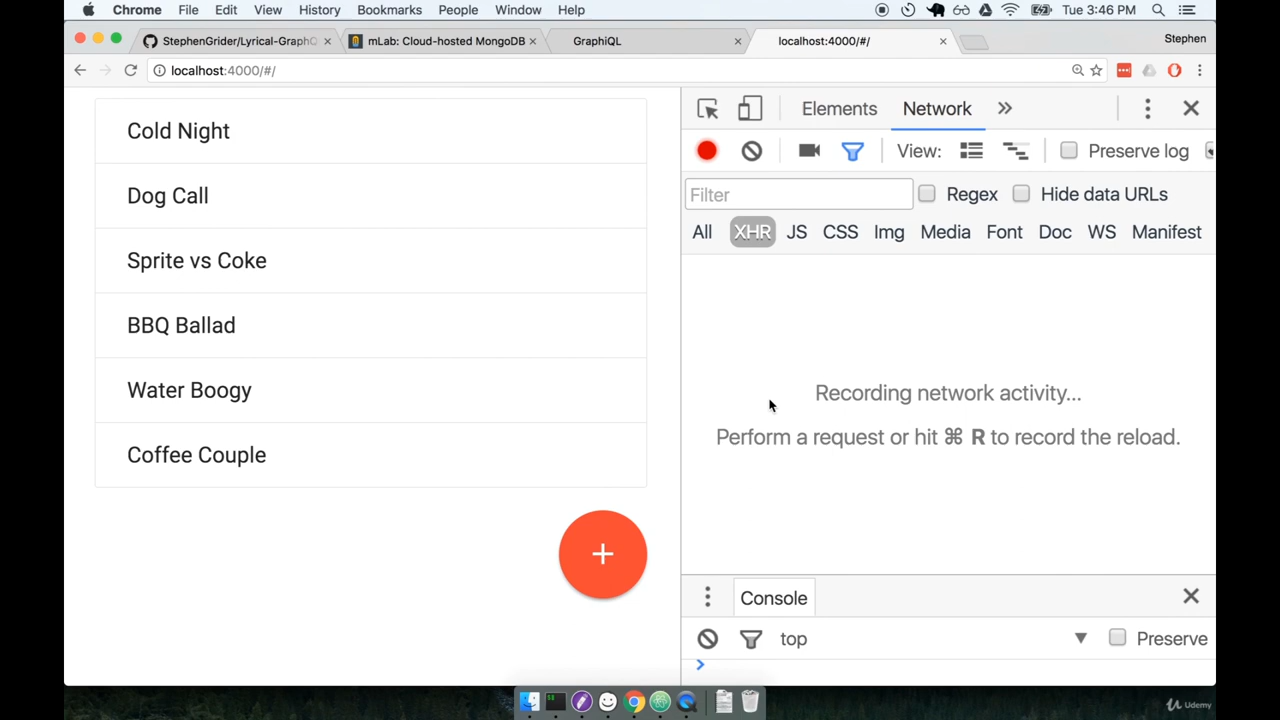 Chrome File Edit View History Bookmarks People Window Help Tue 3:46 PM
StephenGrider/Lyrical-GraphQ mLab: Cloud-hosted MongoDB GraphiQL localhost:4000/#/ Stephen
localhost:4000/#/
Cold Night
Dog Call
Sprite vs Coke
BBQ Ballad
Water Boogy
Coffee Couple
+
Elements Network »
View: Preserve log
Filter Regex Hide data URLs
All XHR JS CSS Img Media Font Doc WS Manifest
Recording network activity...
Perform a request or hit ⌘ R to record the reload.
Console
top Preserve
Udemy